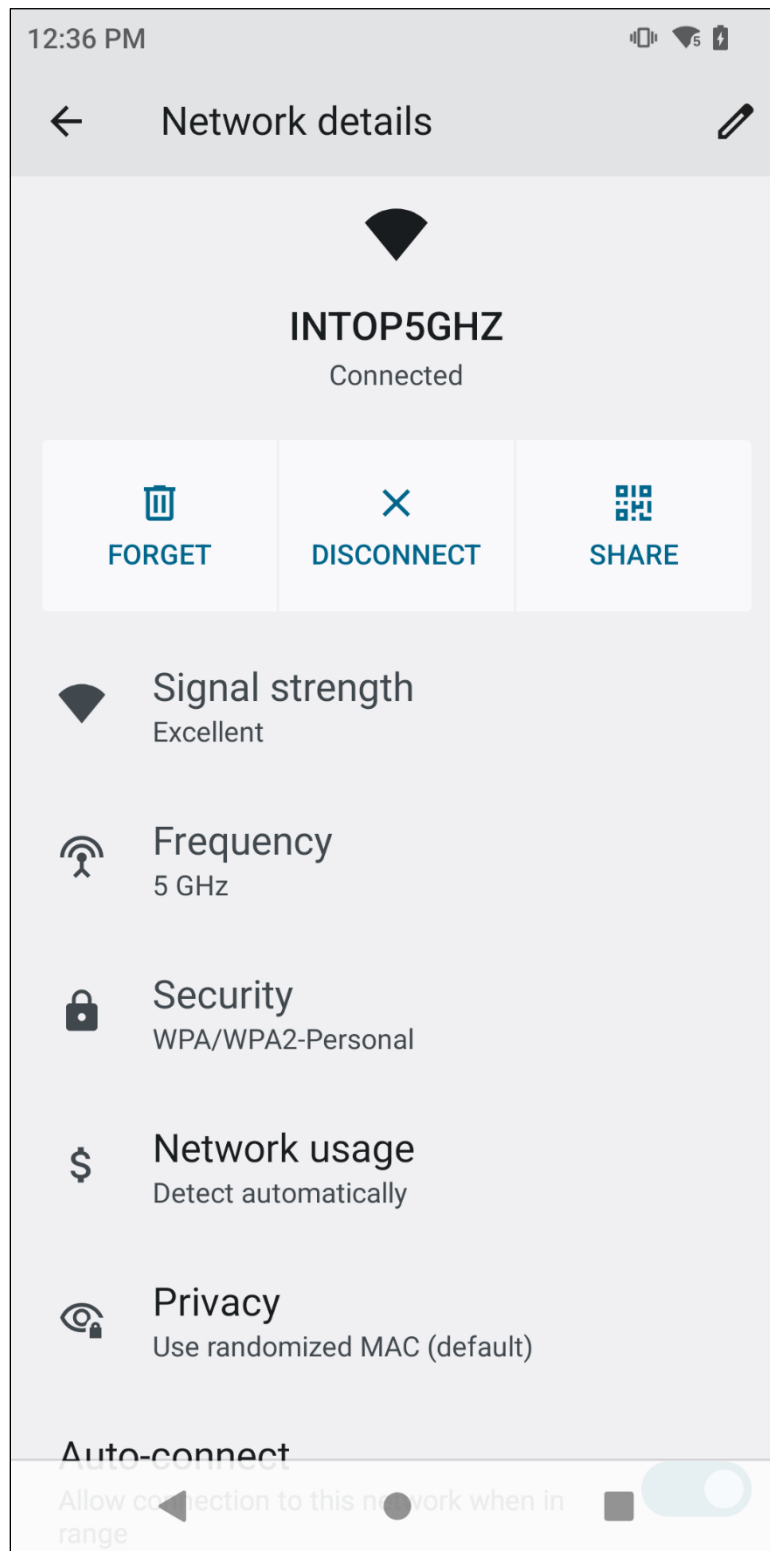 12:36 PM
5
Network details
INTOP5GHZ
Connected
FORGET
DISCONNECT
SHARE
Signal strength
Excellent
Frequency
5 GHz
Security
WPA/WPA2-Personal
$
Network usage
Detect automatically
Privacy
Use randomized MAC (default)
Auto-connect
Allow connection to this network when in
range